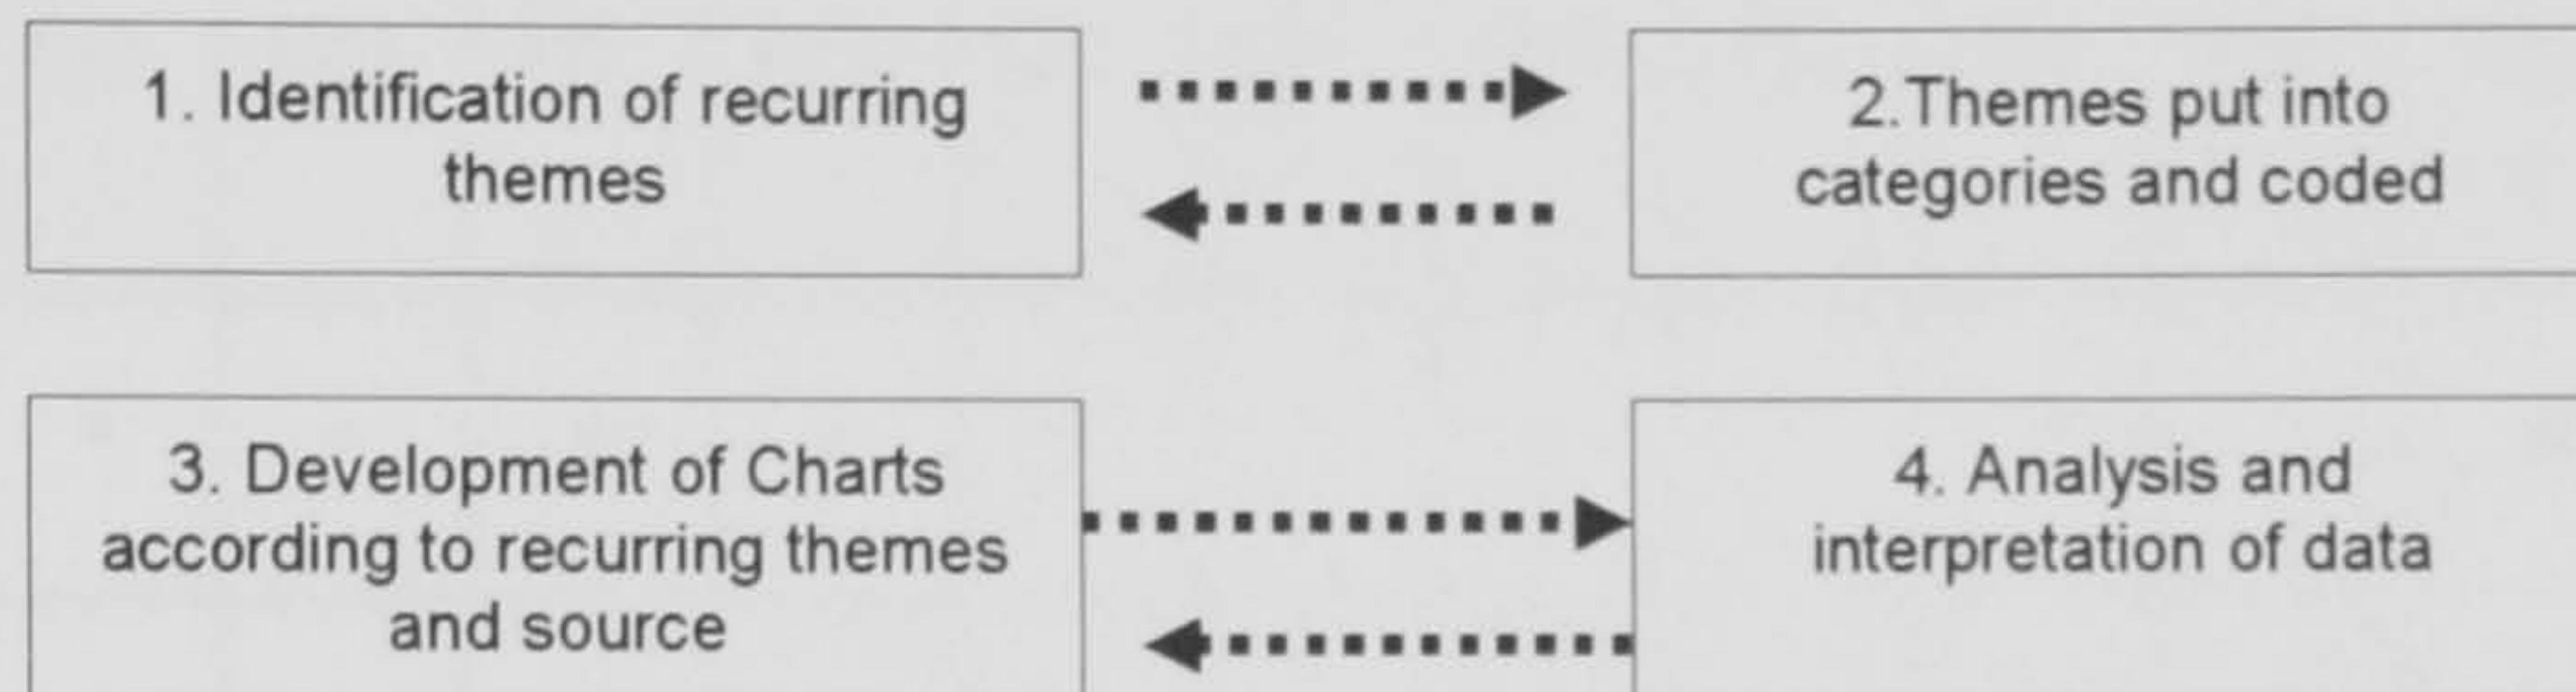 1. Identification of recurring
themes
2.Themes put into
categories and coded
3. Development of Charts
according to recurring themes
and source
4. Analysis and
interpretation of data